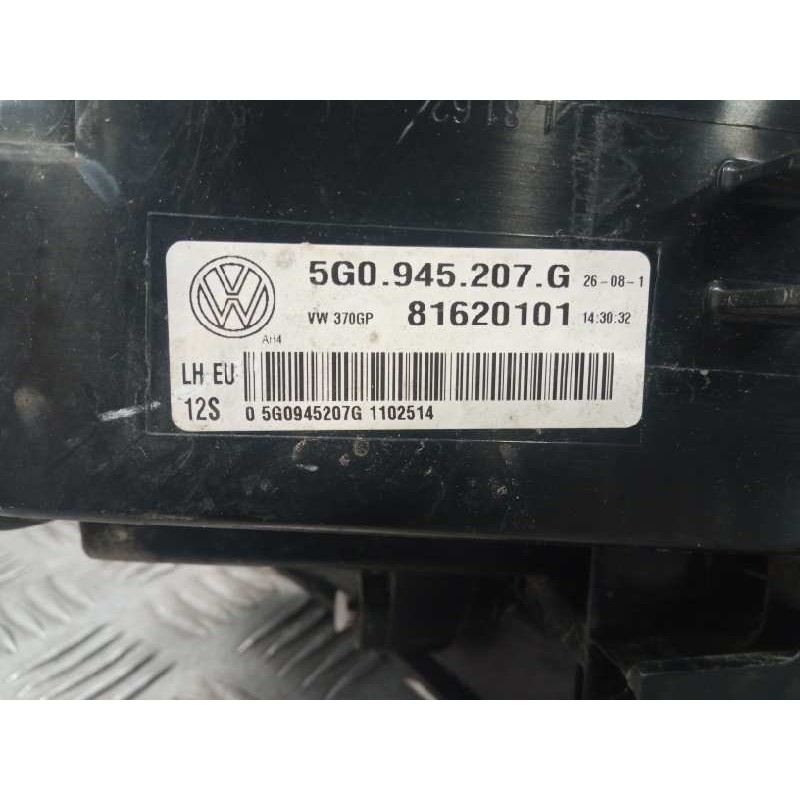 5G0.945.207.G 26-08-1
VW 370GP 81620101 14:30:32
AH4
LH EU
12S 0 5G0945207G 1102514